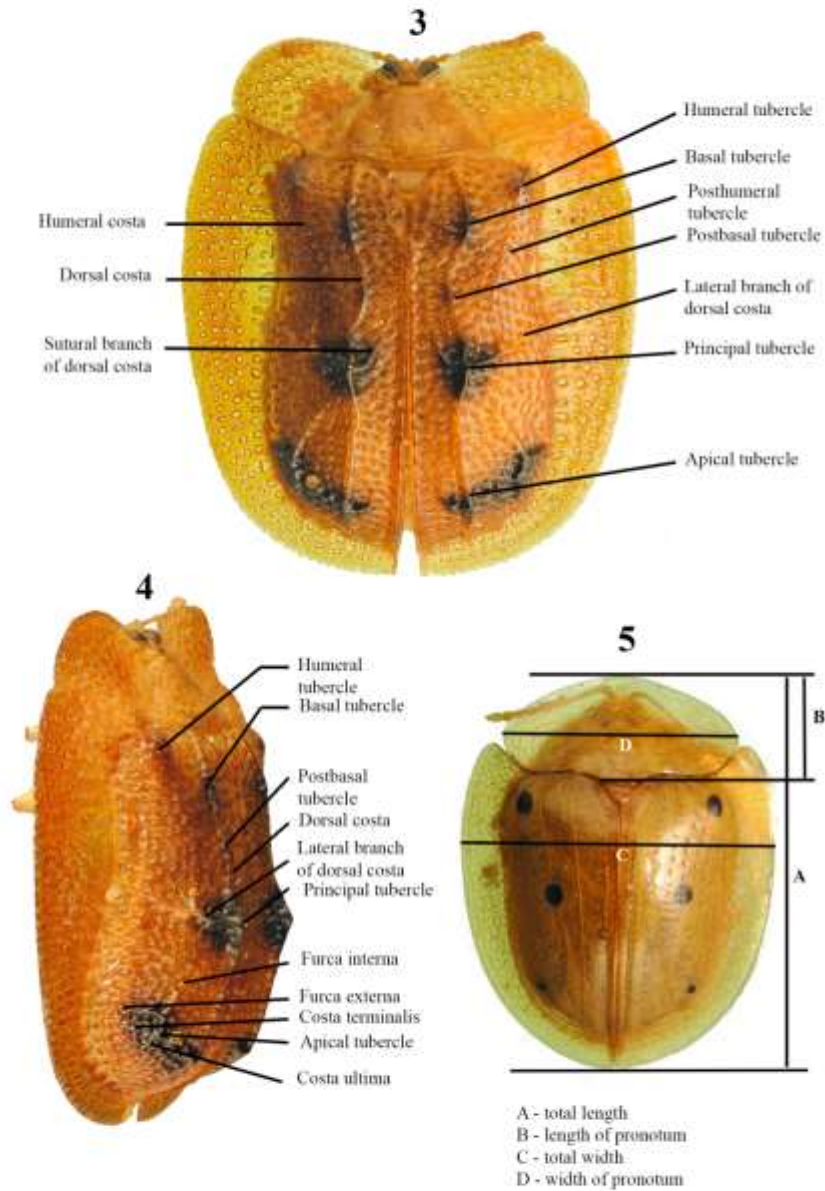 3
Humeral tubercle
Basal tubercle
Posthumeral
tubercle
Postbasal tubercle
Lateral branch of
dorsal costa
Principal tubercle
Apical tubercle
Humeral costa
Dorsal costa
Sutural branch
of dorsal costa
4
Humeral
tubercle
Basal tubercle
Postbasal
tubercle
Dorsal costa
Lateral branch
of dorsal costa
Principal tubercle
Furca interna
Furca externa
Costa terminalis
Apical tubercle
Costa ultima
5
B
D
C
A
A - total length
B - length of pronotum
C - total width
D - width of pronotum